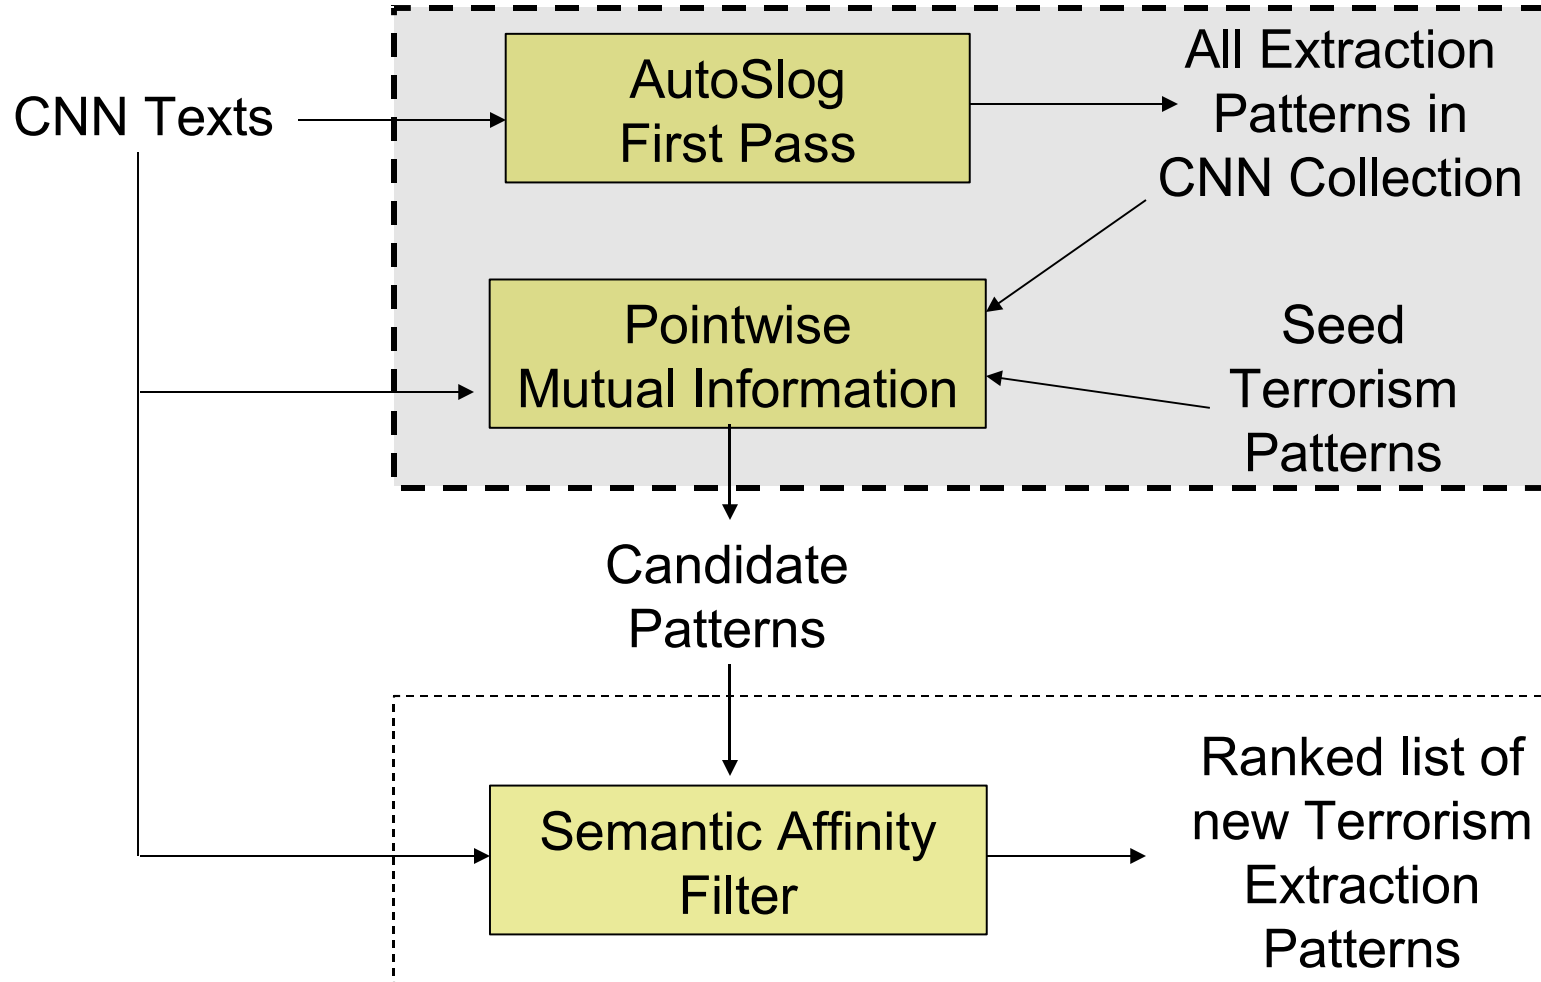 CNN Texts
AutoSlog
First Pass
All Extraction
Patterns in
CNN Collection
Pointwise
Mutual Information
Seed
Terrorism
Patterns
Candidate
Patterns
Semantic Affinity
Filter
Ranked list of
new Terrorism
Extraction
Patterns